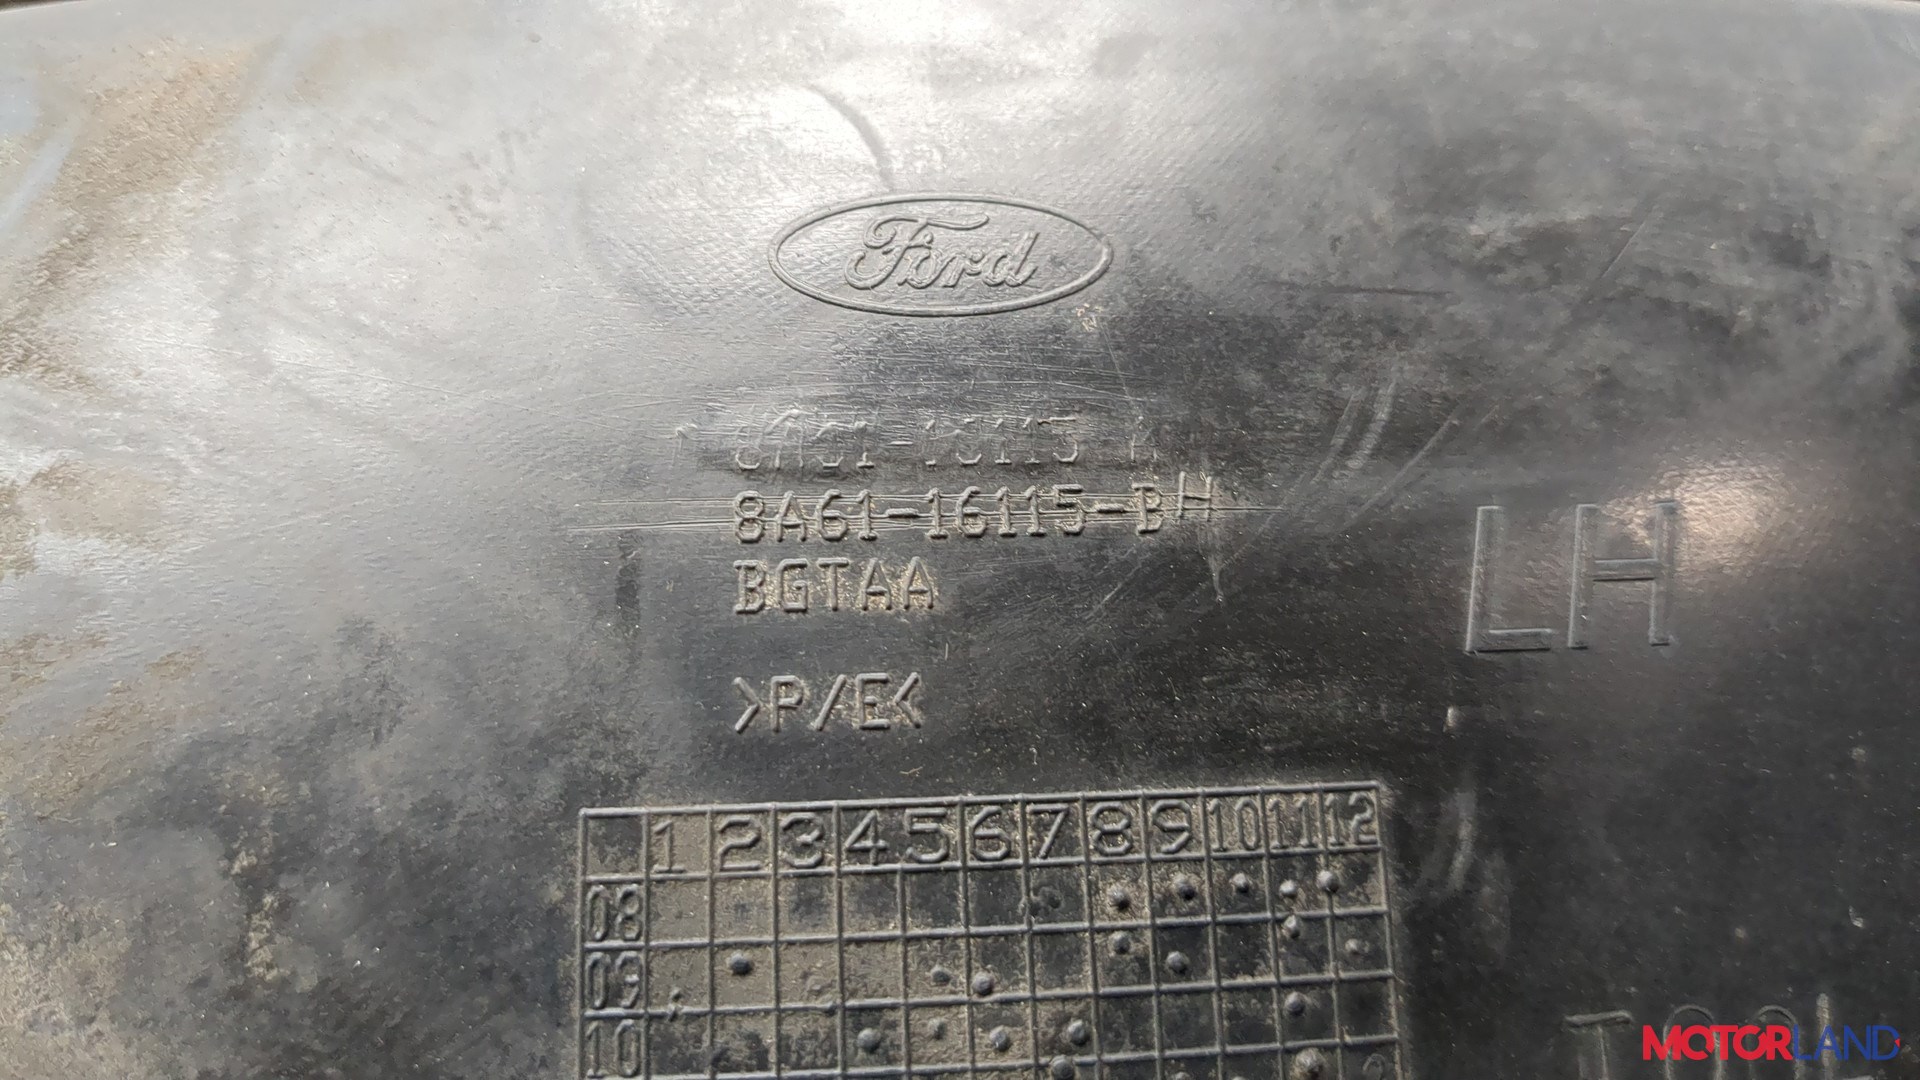 Ford
8A61-16115-BH
BGTAA
>P/E<
LH
1 2 3 4 5 6 7 8 9 10 11 12
08
09
10
MOTORLAND